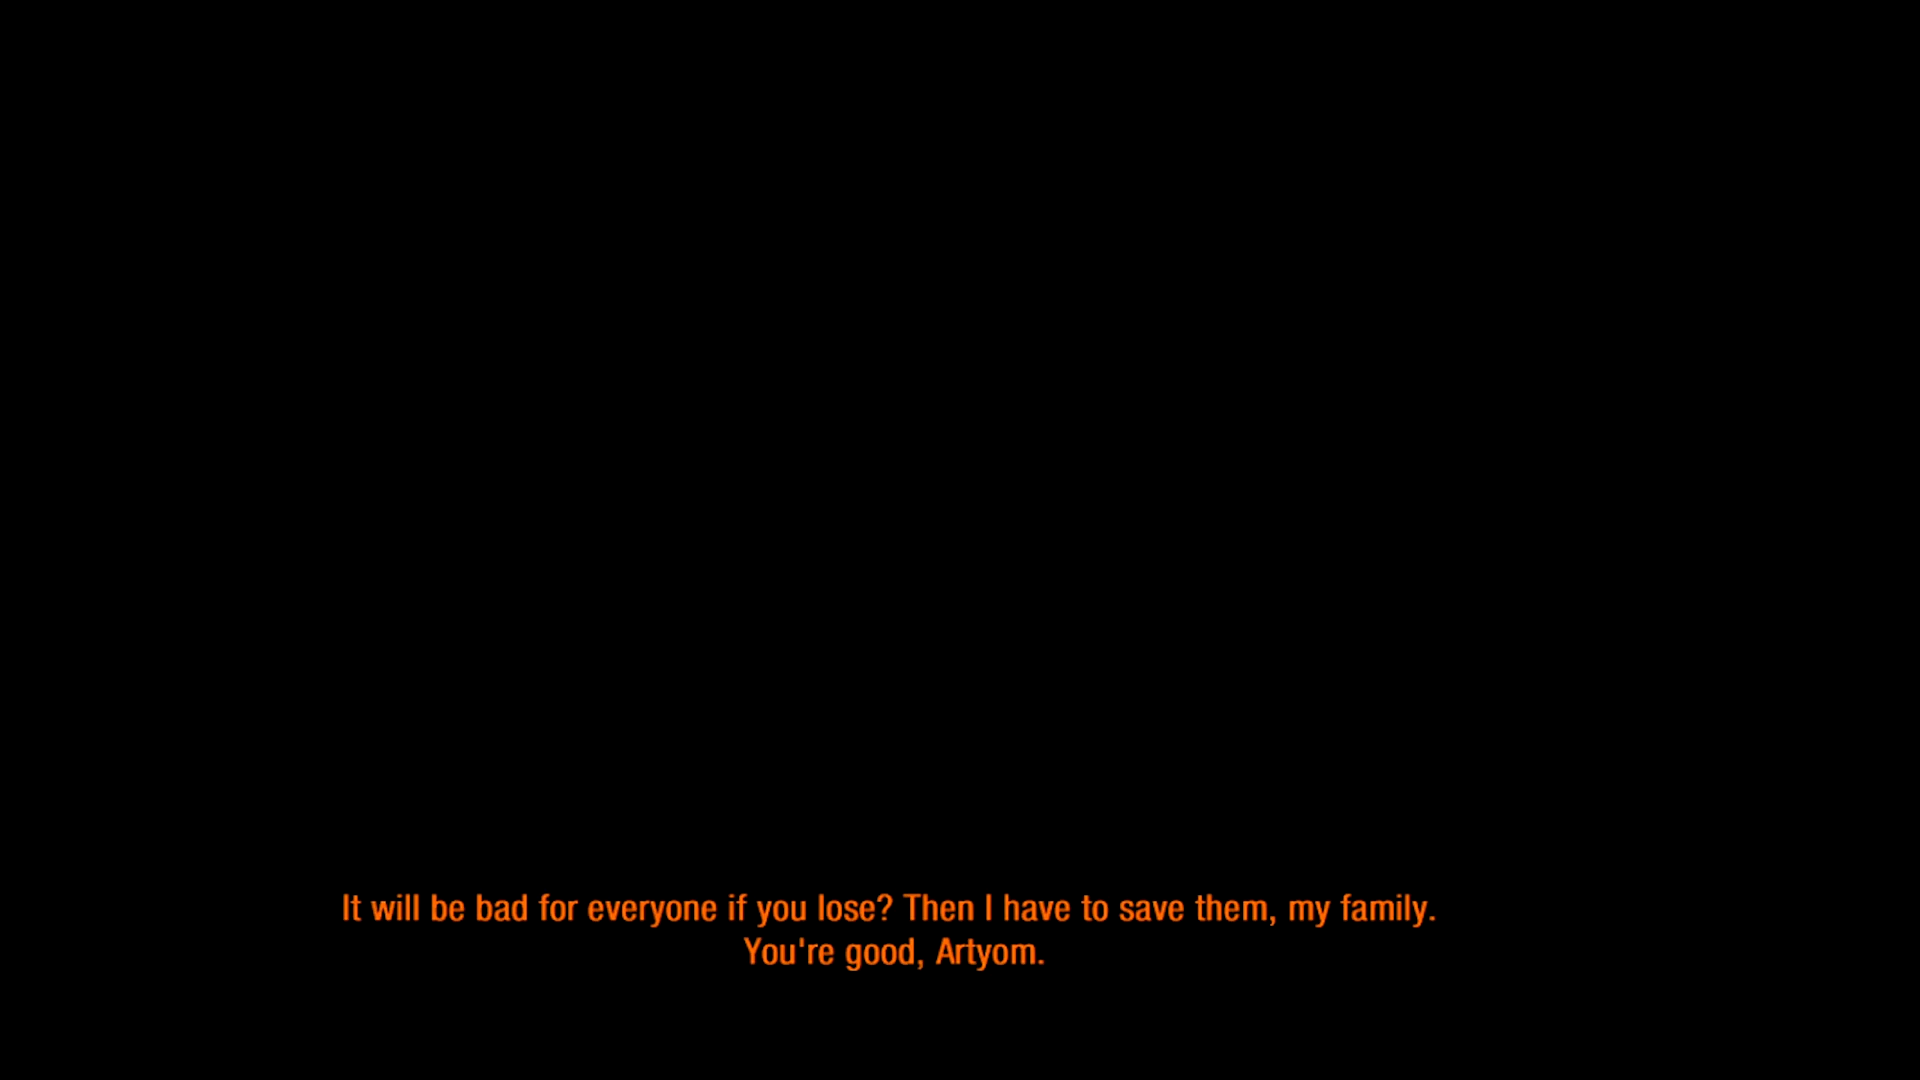 It will be bad for everyone if you lose? Then I have to save them, my family.
You're good, Artyom.